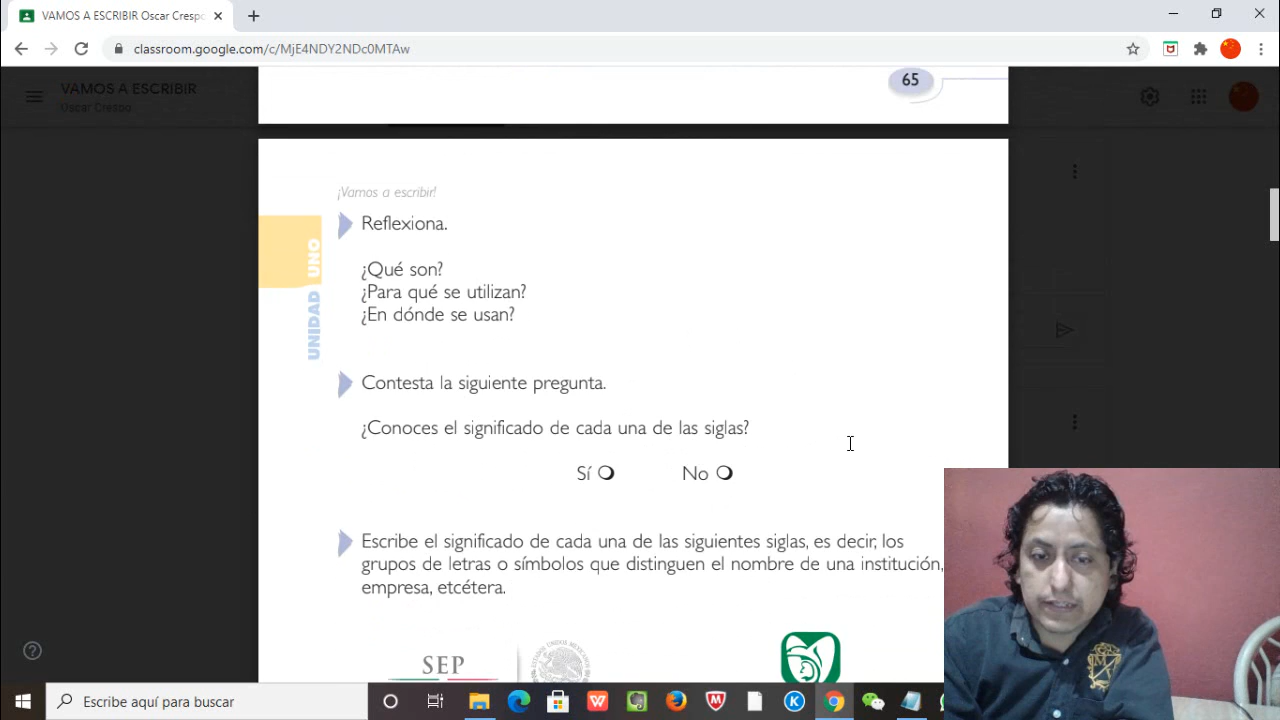 VAMOS A ESCRIBIR Oscar Cresp
classroom.google.com/c/MjE4NDY2NDc0MTAw
VAMOS A ESCRIBIR
Oscar Crespo
65
¡Vamos a escribir!
UNIDAD UNO
Reflexiona.
¿Qué son?
¿Para qué se utilizan?
¿En dónde se usan?
Contesta la siguiente pregunta.
¿Conoces el significado de cada una de las siglas?
Sí No
Escribe el significado de cada una de las siguientes siglas, es decir, los
grupos de letras o símbolos que distinguen el nombre de una institución,
empresa, etcétera.
SEP
Escribe aquí para buscar